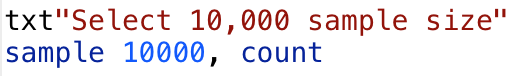 txt"Select 10,000 sample size"
sample 10000, count